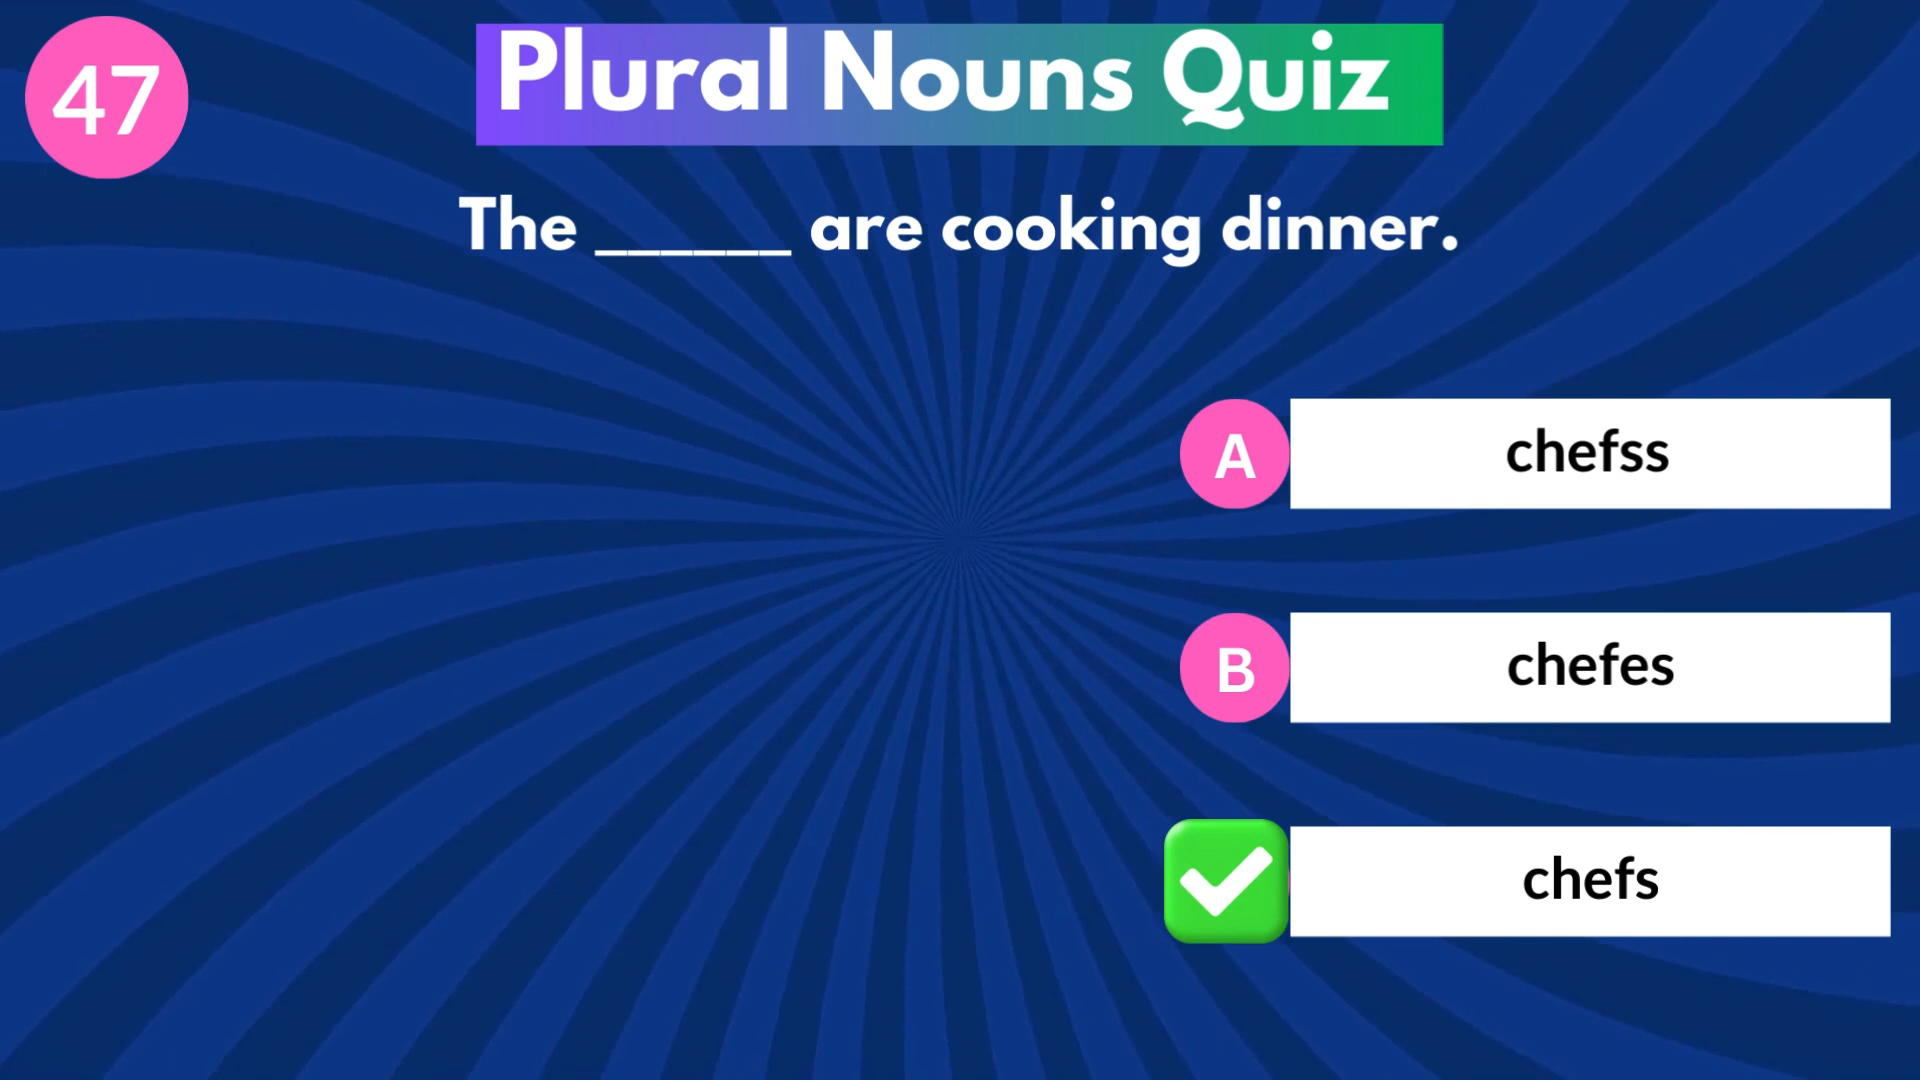 47
Plural Nouns Quiz
The ______ are cooking dinner.
A chefss
B chefes
chefs